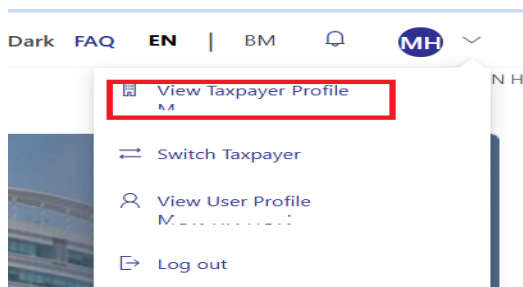 Dark FAQ EN | BM MH
N H
View Taxpayer Profile
M
Switch Taxpayer
View User Profile
Log out